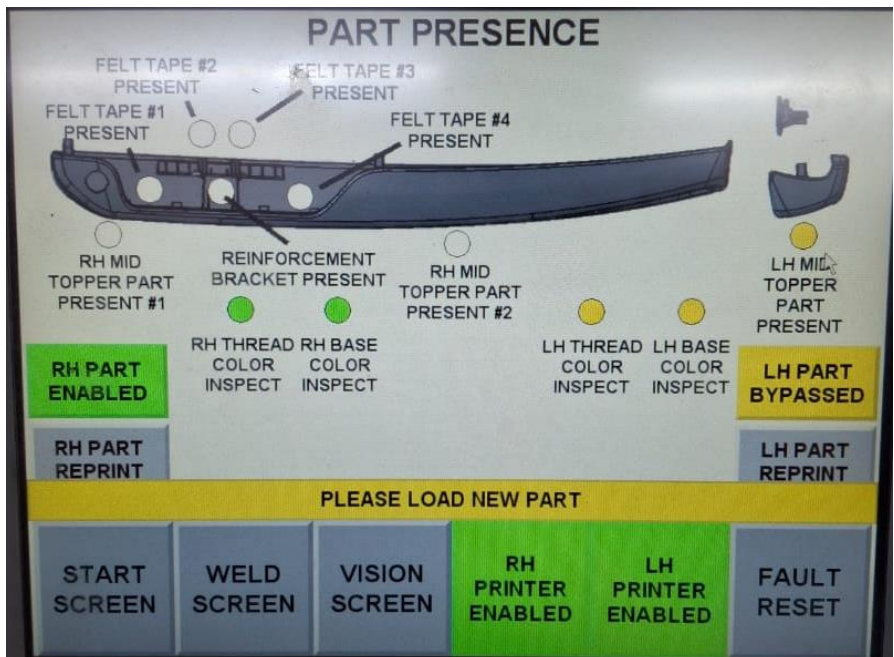 PART PRESENCE
FELT TAPE #2
PRESENT
FELT TAPE #3
PRESENT
FELT TAPE #1
PRESENT
FELT TAPE #4
PRESENT
RH MID
TOPPER PART
PRESENT #1
REINFORCEMENT
BRACKET PRESENT
RH MID
TOPPER PART
PRESENT #2
LH MID
TOPPER
PART
PRESENT
RH THREAD
COLOR
INSPECT
RH BASE
COLOR
INSPECT
LH THREAD
COLOR
INSPECT
LH BASE
COLOR
INSPECT
RH PART
ENABLED
LH PART
BYPASSED
RH PART
REPRINT
LH PART
REPRINT
PLEASE LOAD NEW PART
START
SCREEN
WELD
SCREEN
VISION
SCREEN
RH
PRINTER
ENABLED
LH
PRINTER
ENABLED
FAULT
RESET